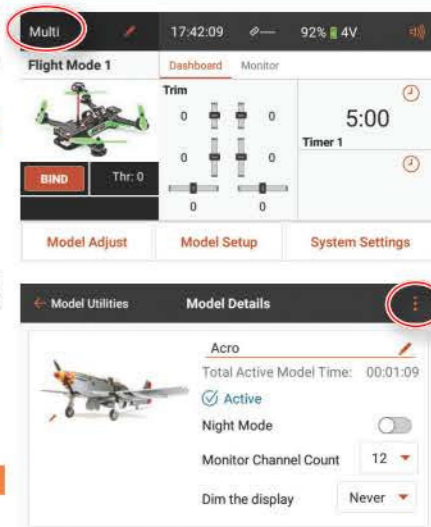 Multi 17:42:09 92% 4V
Flight Mode 1 Dashboard Monitor
Trim
0 0
5:00
Timer 1
0 0
BIND Thr: 0
0 0
Model Adjust Model Setup System Settings
Model Utilities Model Details
Acro
Total Active Model Time: 00:01:09
Active
Night Mode
Monitor Channel Count 12
Dim the display Never